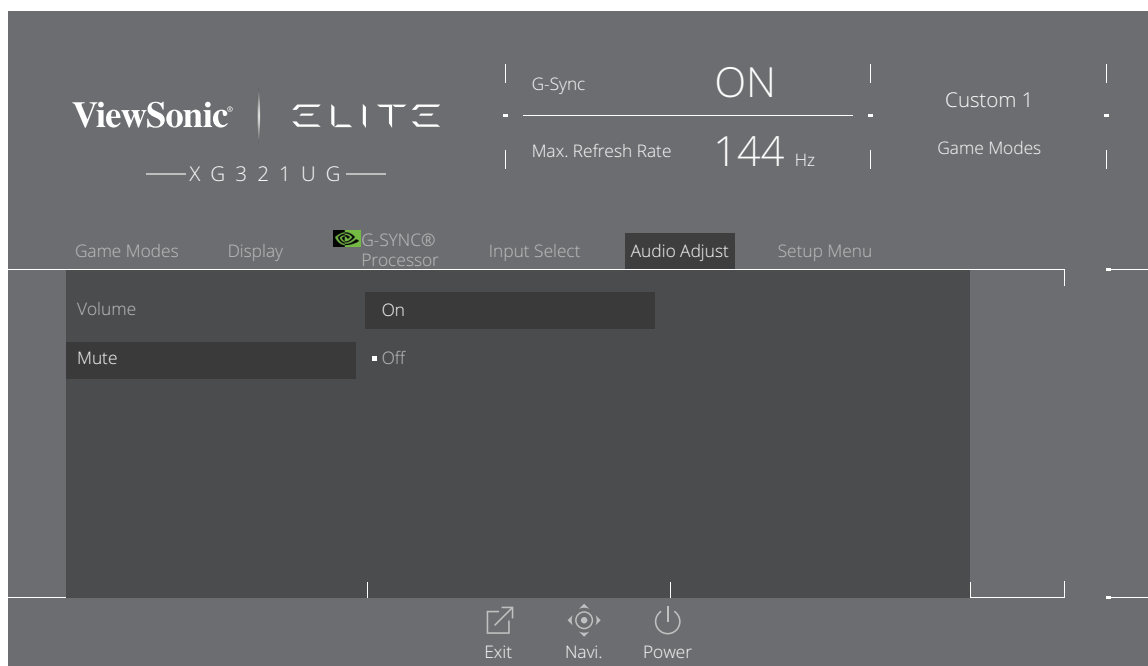 ViewSonic® ELITE
XG321UG
G-Sync ON
Max. Refresh Rate 144 Hz
Custom 1
Game Modes
Game Modes Display G-SYNC® Processor Input Select Audio Adjust Setup Menu
Volume On
Mute Off
Exit Navi. Power